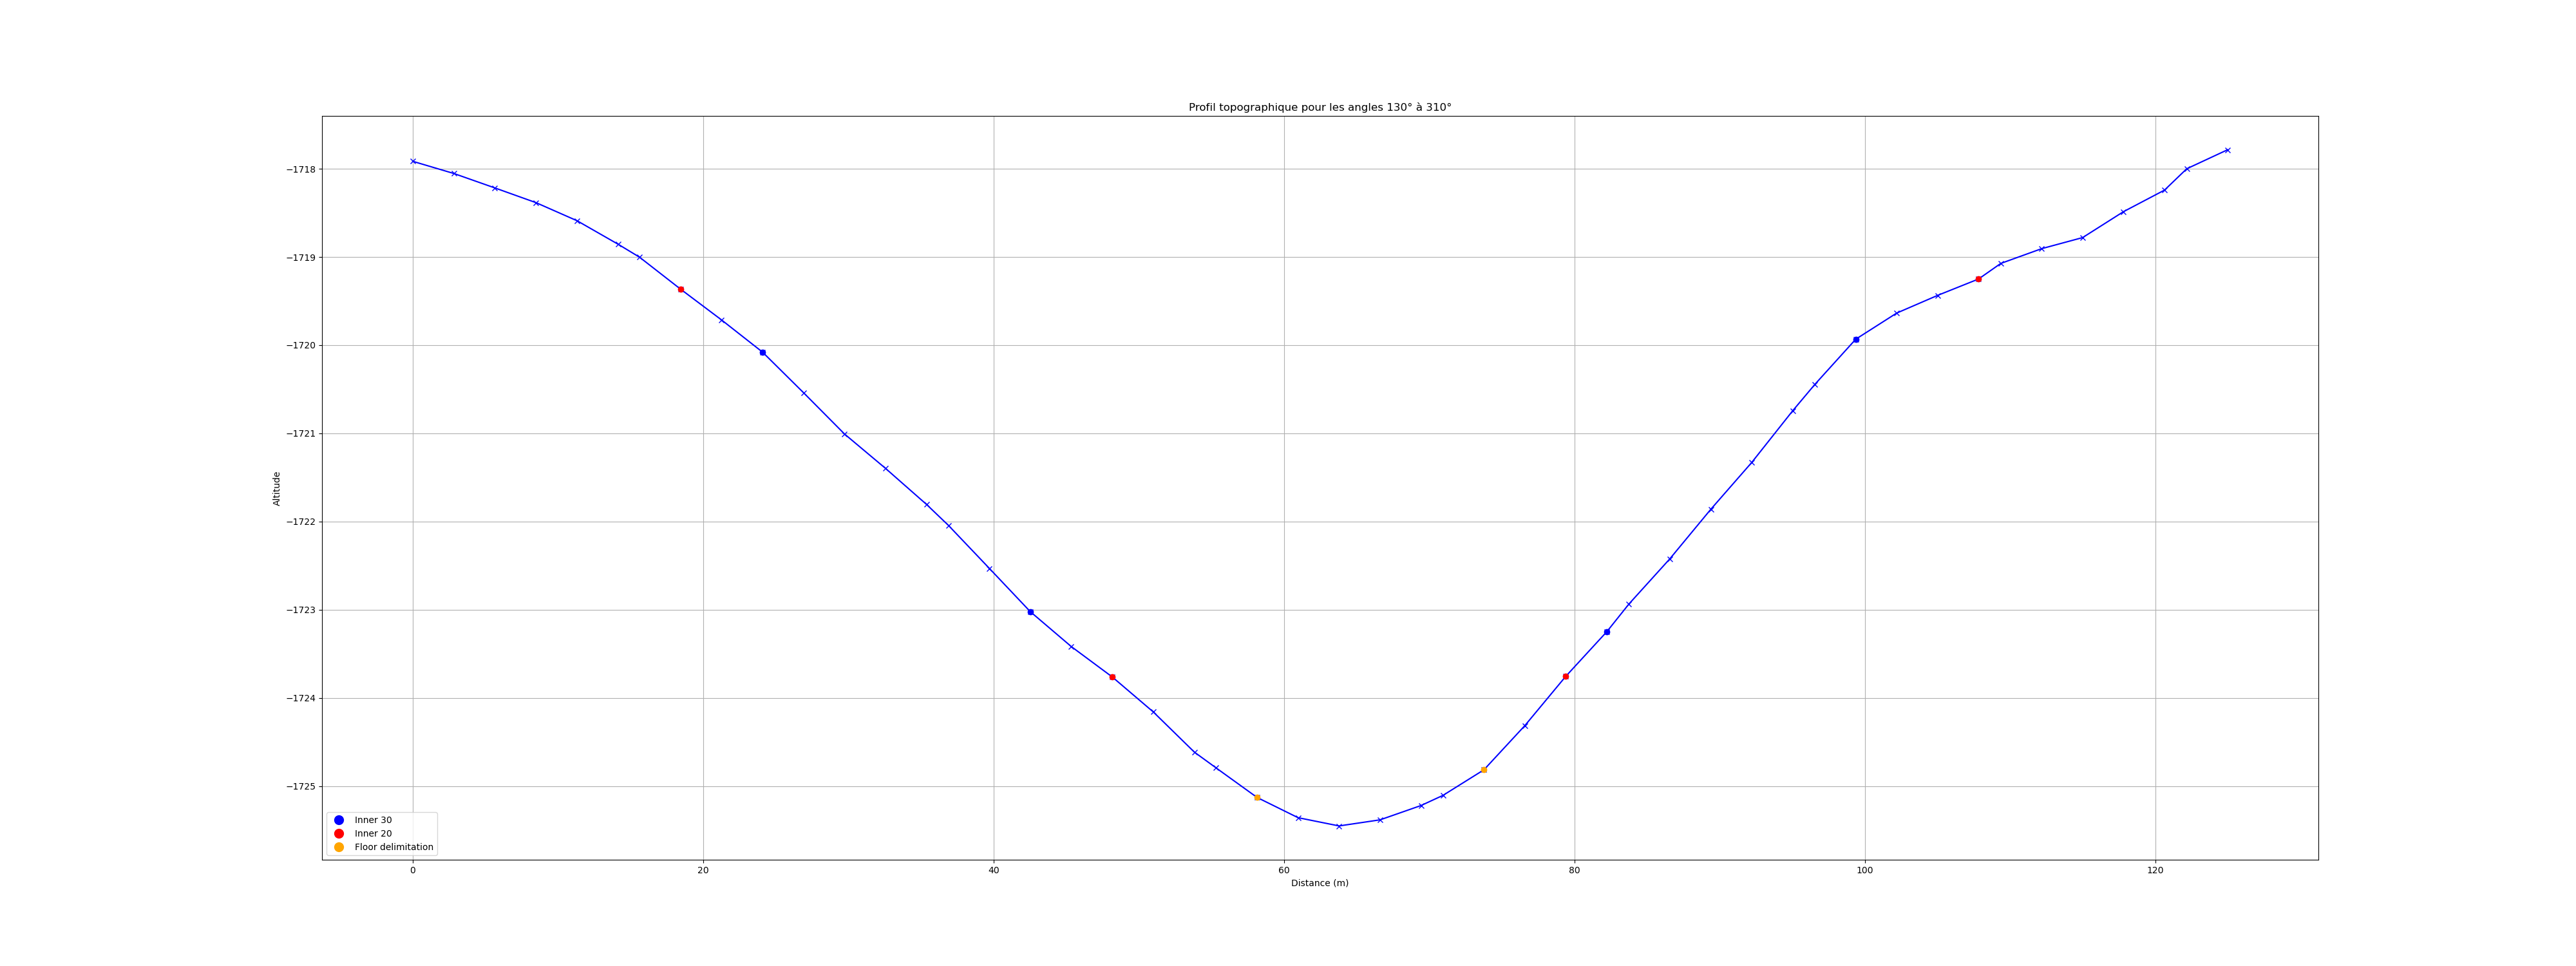 Profil topographique pour les angles 130° à 310°
Altitude
−1718
−1719
−1720
−1721
−1722
−1723
−1724
−1725
Inner 30
Inner 20
Floor delimitation
0 20 40 60 80 100 120
Distance (m)